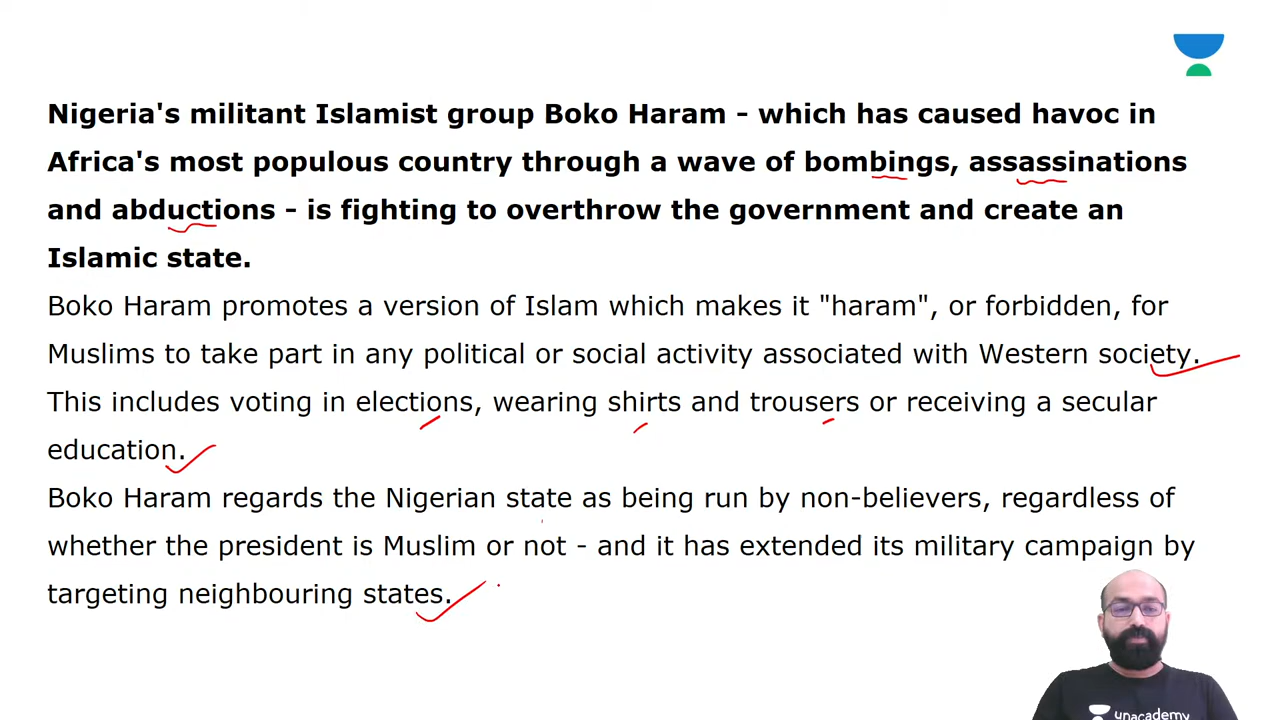 Nigeria's militant Islamist group Boko Haram - which has caused havoc in
Africa's most populous country through a wave of bombings, assassinations
and abductions - is fighting to overthrow the government and create an
Islamic state.
Boko Haram promotes a version of Islam which makes it "haram", or forbidden, for
Muslims to take part in any political or social activity associated with Western society.
This includes voting in elections, wearing shirts and trousers or receiving a secular
education.
Boko Haram regards the Nigerian state as being run by non-believers, regardless of
whether the president is Muslim or not - and it has extended its military campaign by
targeting neighbouring states.
unacademy